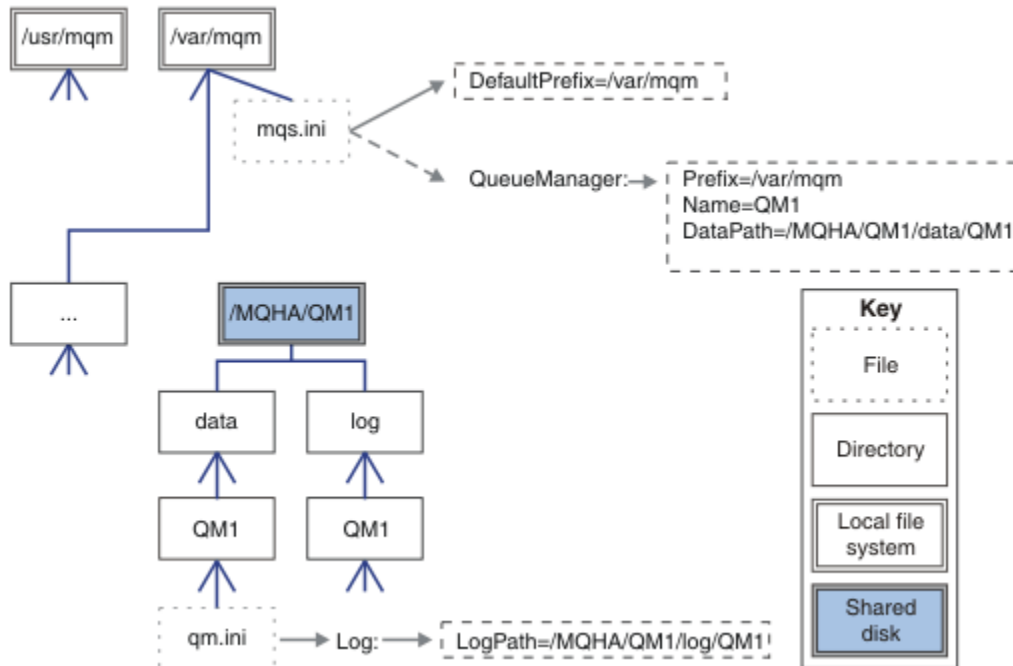 /usr/mqm
/var/mqm
mqs.ini
DefaultPrefix=/var/mqm
QueueManager:
Prefix=/var/mqm
Name=QM1
DataPath=/MQHA/QM1/data/QM1
...
/MQHA/QM1
data
log
QM1
QM1
qm.ini
Log:
LogPath=/MQHA/QM1/log/QM1
Key
File
Directory
Local file
system
Shared
disk